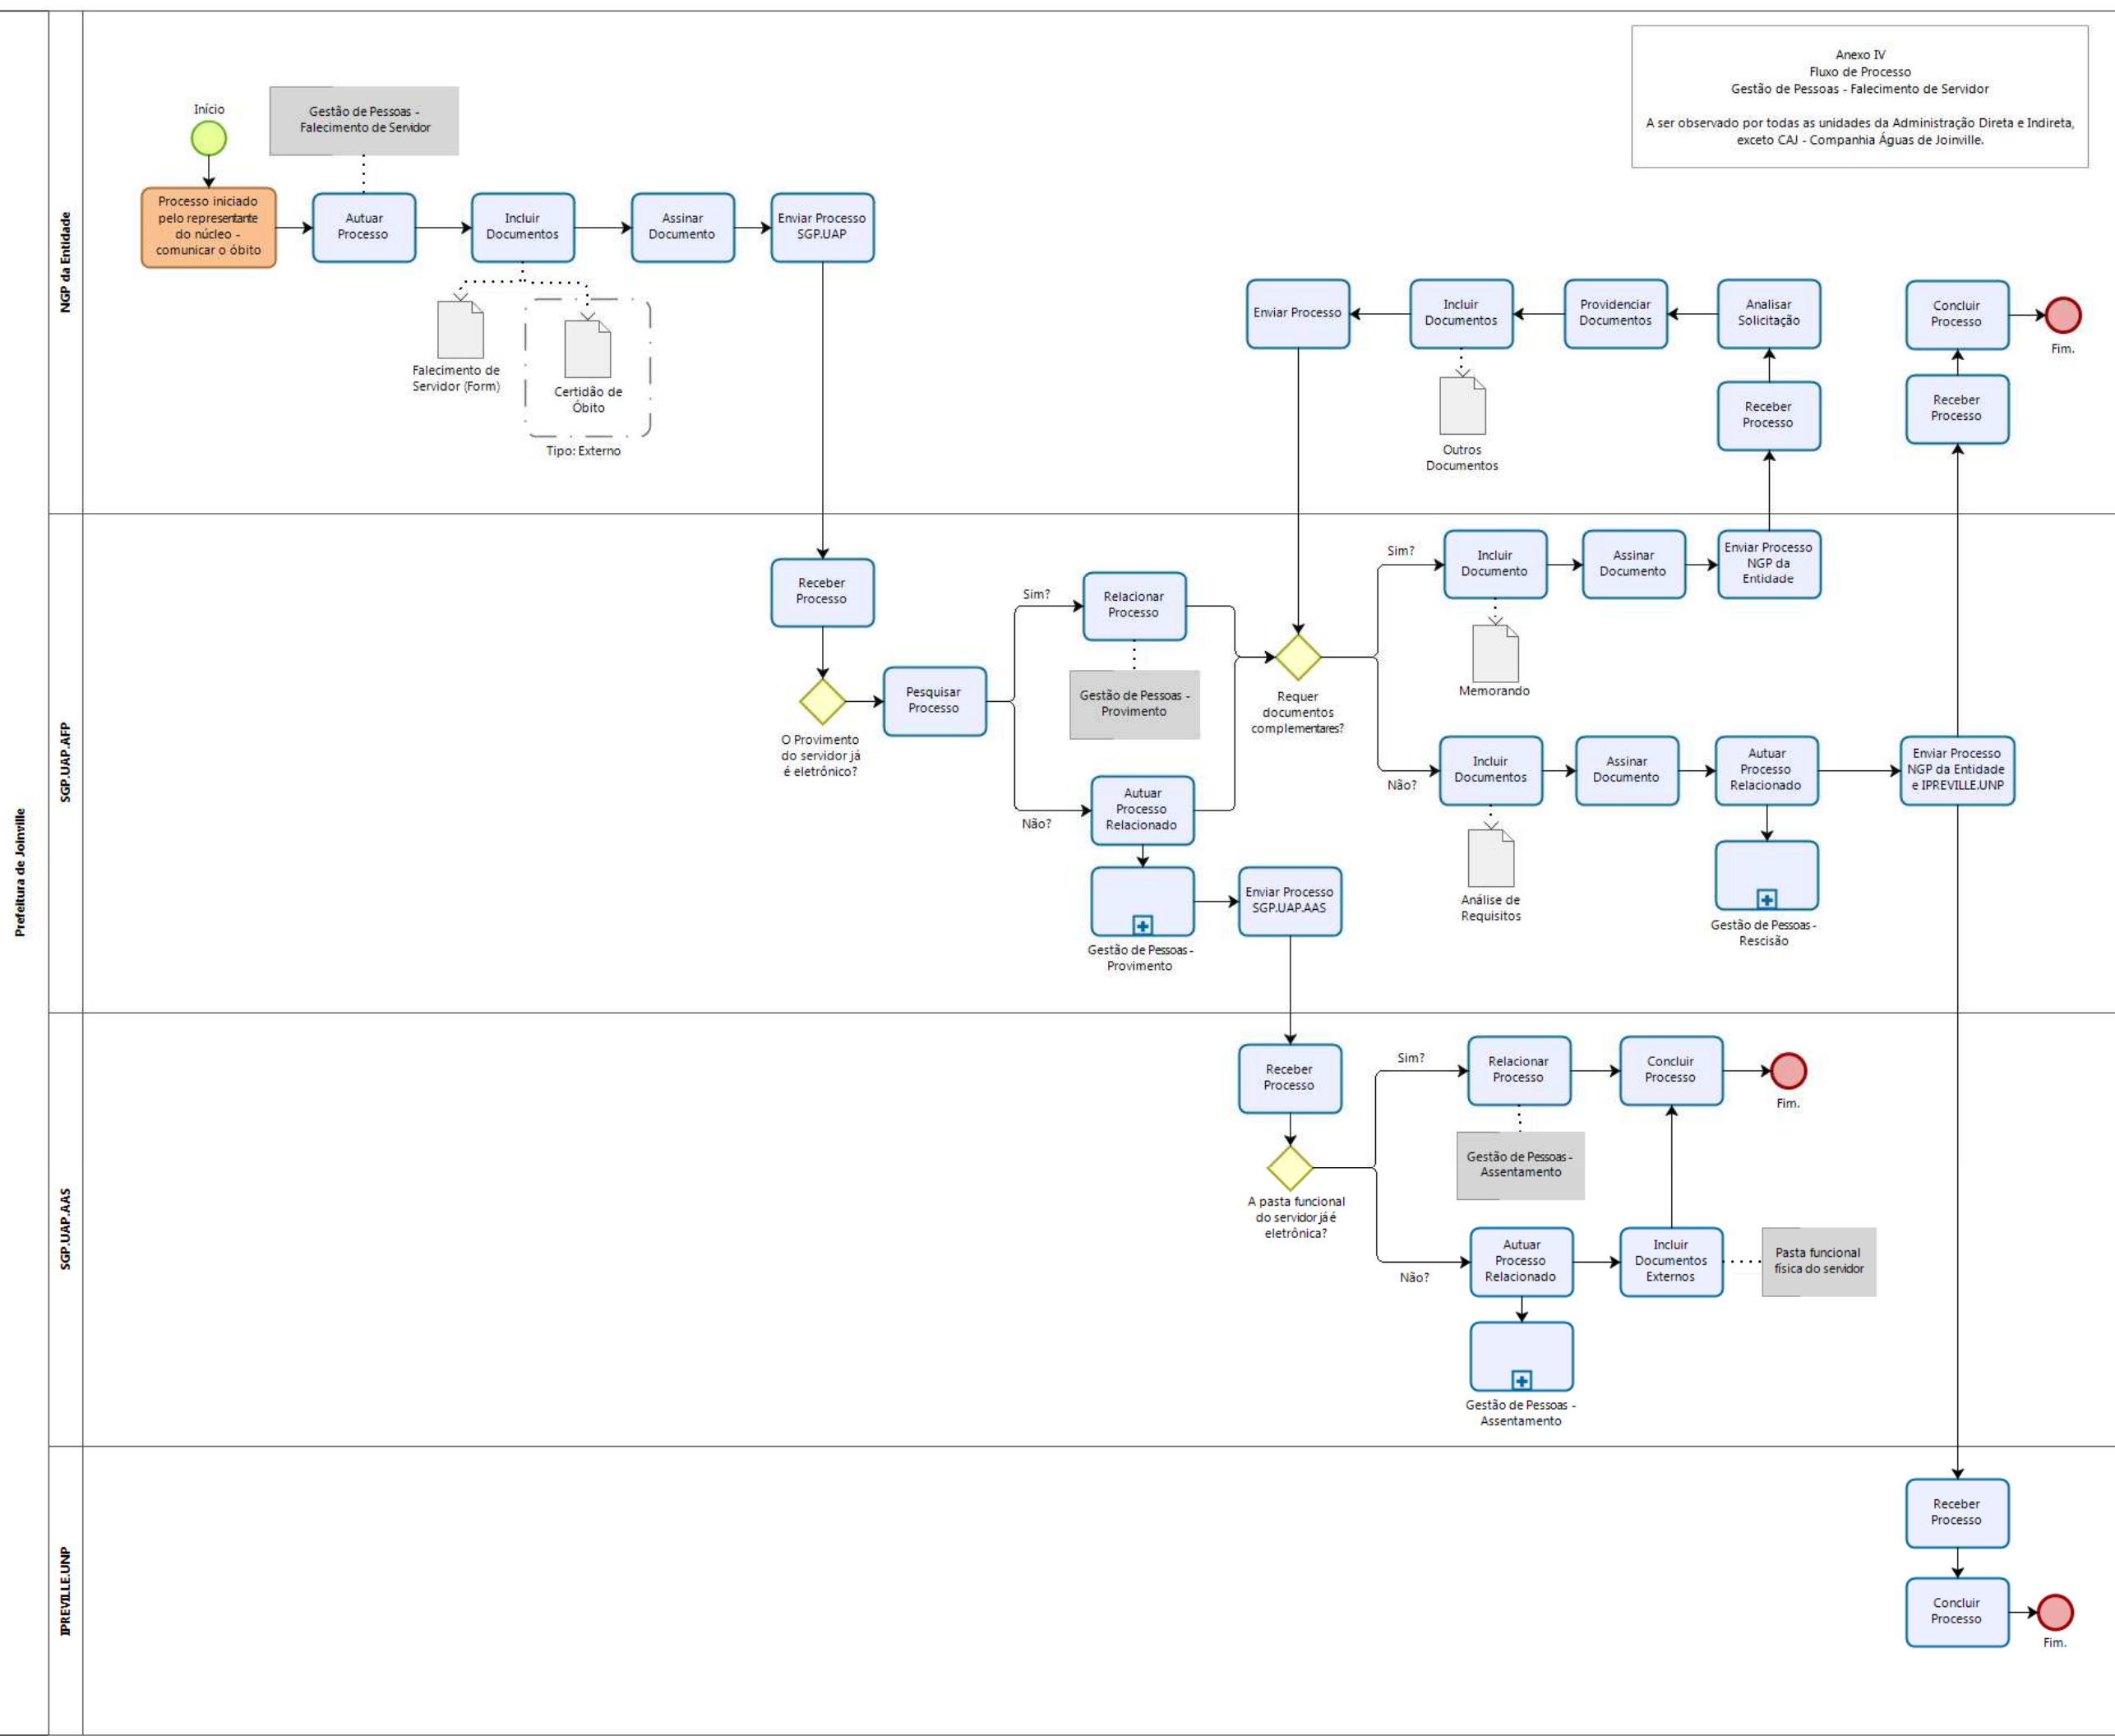 Anexo IV
Fluxo de Processo
Gestão de Pessoas - Falecimento de Servidor
A ser observado por todas as unidades da Administração Direta e Indireta,
exceto CAJ - Companhia Águas de Joinville.
Prefeitura de Joinville
NGP da Entidade
Início
Gestão de Pessoas -
Falecimento de Servidor
Processo iniciado
pelo representante
do núcleo -
comunicar o óbito
Autuar
Processo
Incluir
Documentos
Assinar
Documento
Enviar Processo
SGP.UAP
Falecimento de
Servidor (Form)
Certidão de
Óbito
Tipo: Externo
Enviar Processo
Incluir
Documentos
Providenciar
Documentos
Analisar
Solicitação
Concluir
Processo
Fim.
Outros
Documentos
Receber
Processo
Receber
Processo
SGP.UAP.AFP
Receber
Processo
O Provimento
do servidor já
é eletrônico?
Pesquisar
Processo
Sim?
Relacionar
Processo
Gestão de Pessoas -
Provimento
Não?
Autuar
Processo
Relacionado
Gestão de Pessoas -
Provimento
Enviar Processo
SGP.UAP.AAS
Requer
documentos
complementares?
Sim?
Incluir
Documento
Assinar
Documento
Enviar Processo
NGP da
Entidade
Memorando
Não?
Incluir
Documentos
Assinar
Documento
Autuar
Processo
Relacionado
Enviar Processo
NGP da Entidade
e IPREVILLE.UNP
Análise de
Requisitos
Gestão de Pessoas -
Rescisão
SGP.UAP.AAS
Receber
Processo
A pasta funcional
do servidor já é
eletrônica?
Sim?
Relacionar
Processo
Concluir
Processo
Fim.
Gestão de Pessoas -
Assentamento
Não?
Autuar
Processo
Relacionado
Incluir
Documentos
Externos
Pasta funcional
física do servidor
Gestão de Pessoas -
Assentamento
IPREVILLE.UNP
Receber
Processo
Concluir
Processo
Fim.